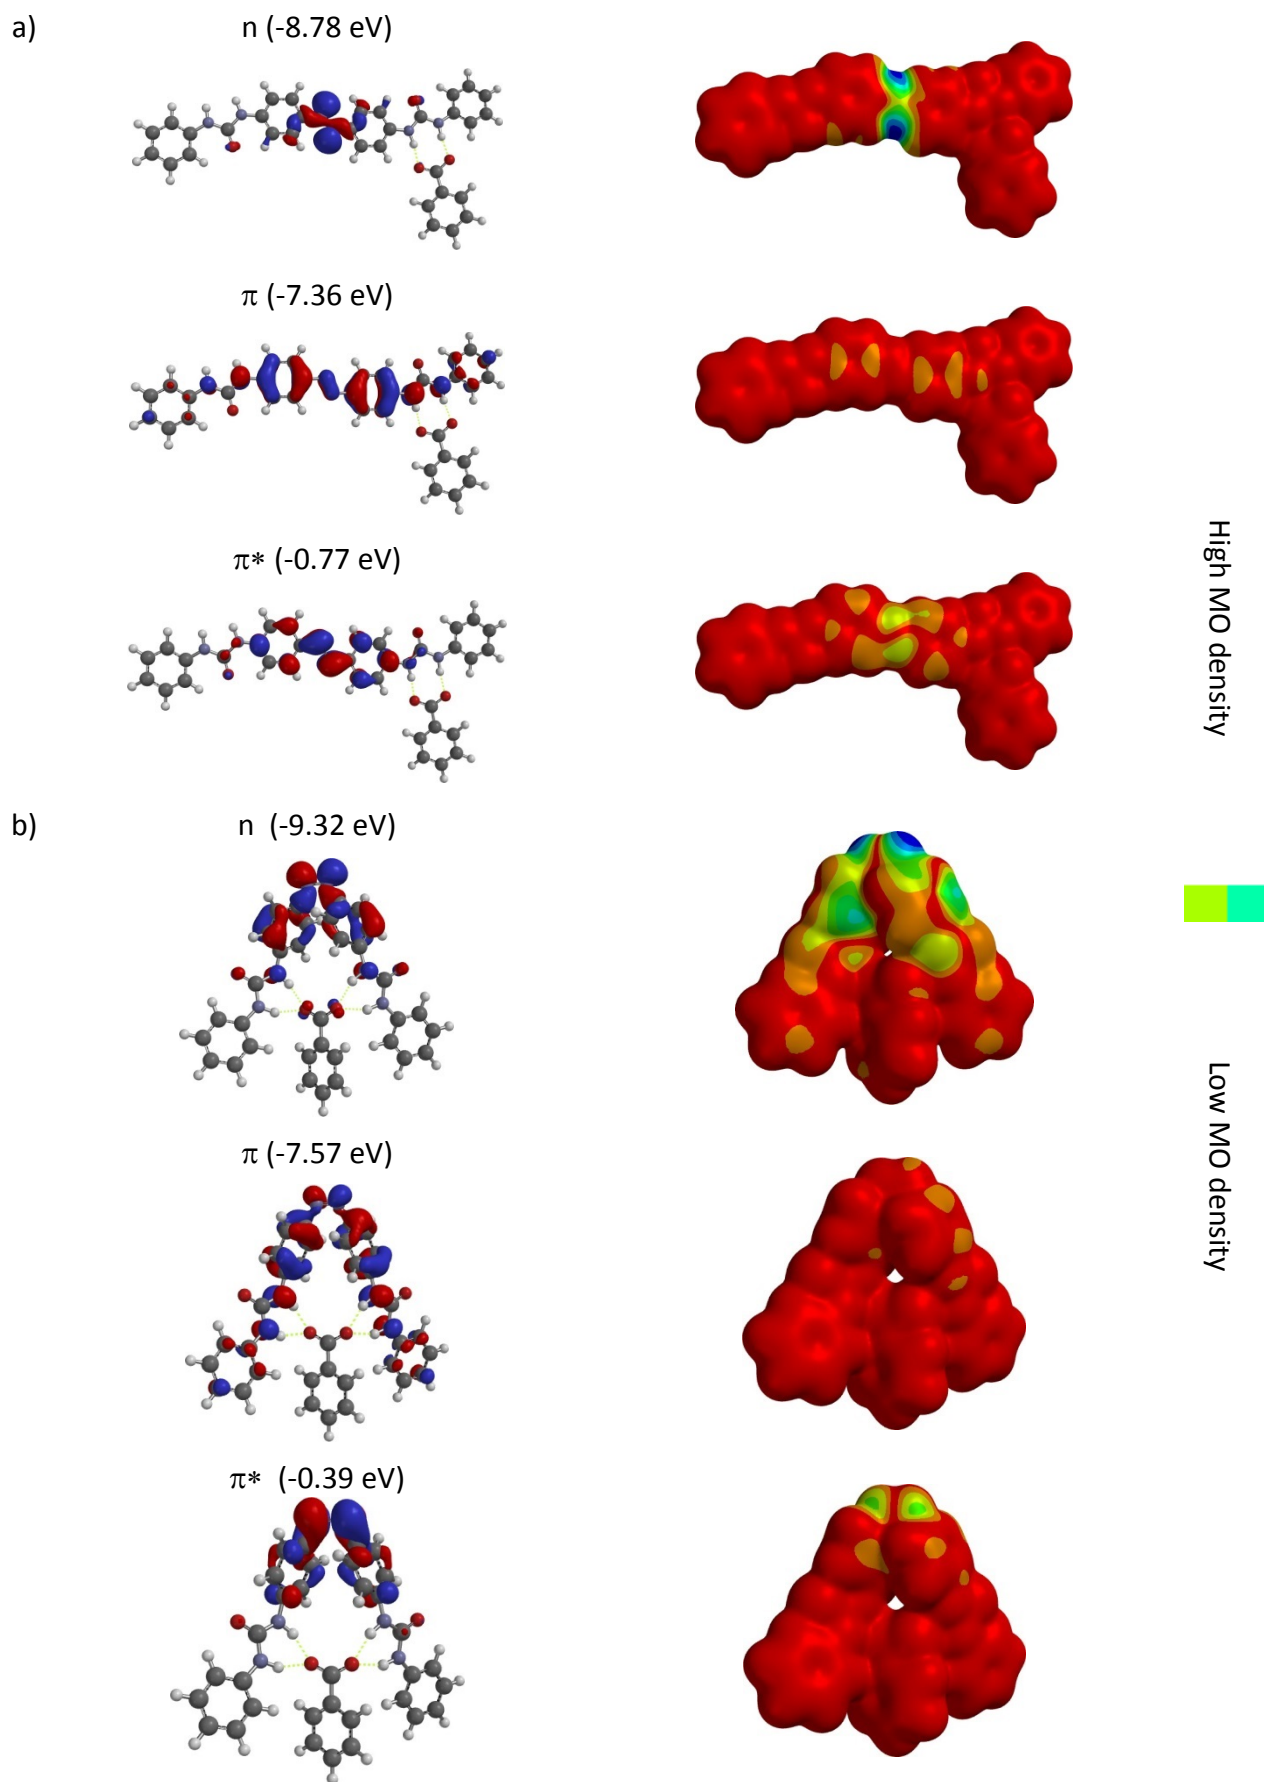 a)
n (-8.78 eV)
π (-7.36 eV)
π* (-0.77 eV)
High MO density
b)
n (-9.32 eV)
Low MO density
π (-7.57 eV)
π* (-0.39 eV)